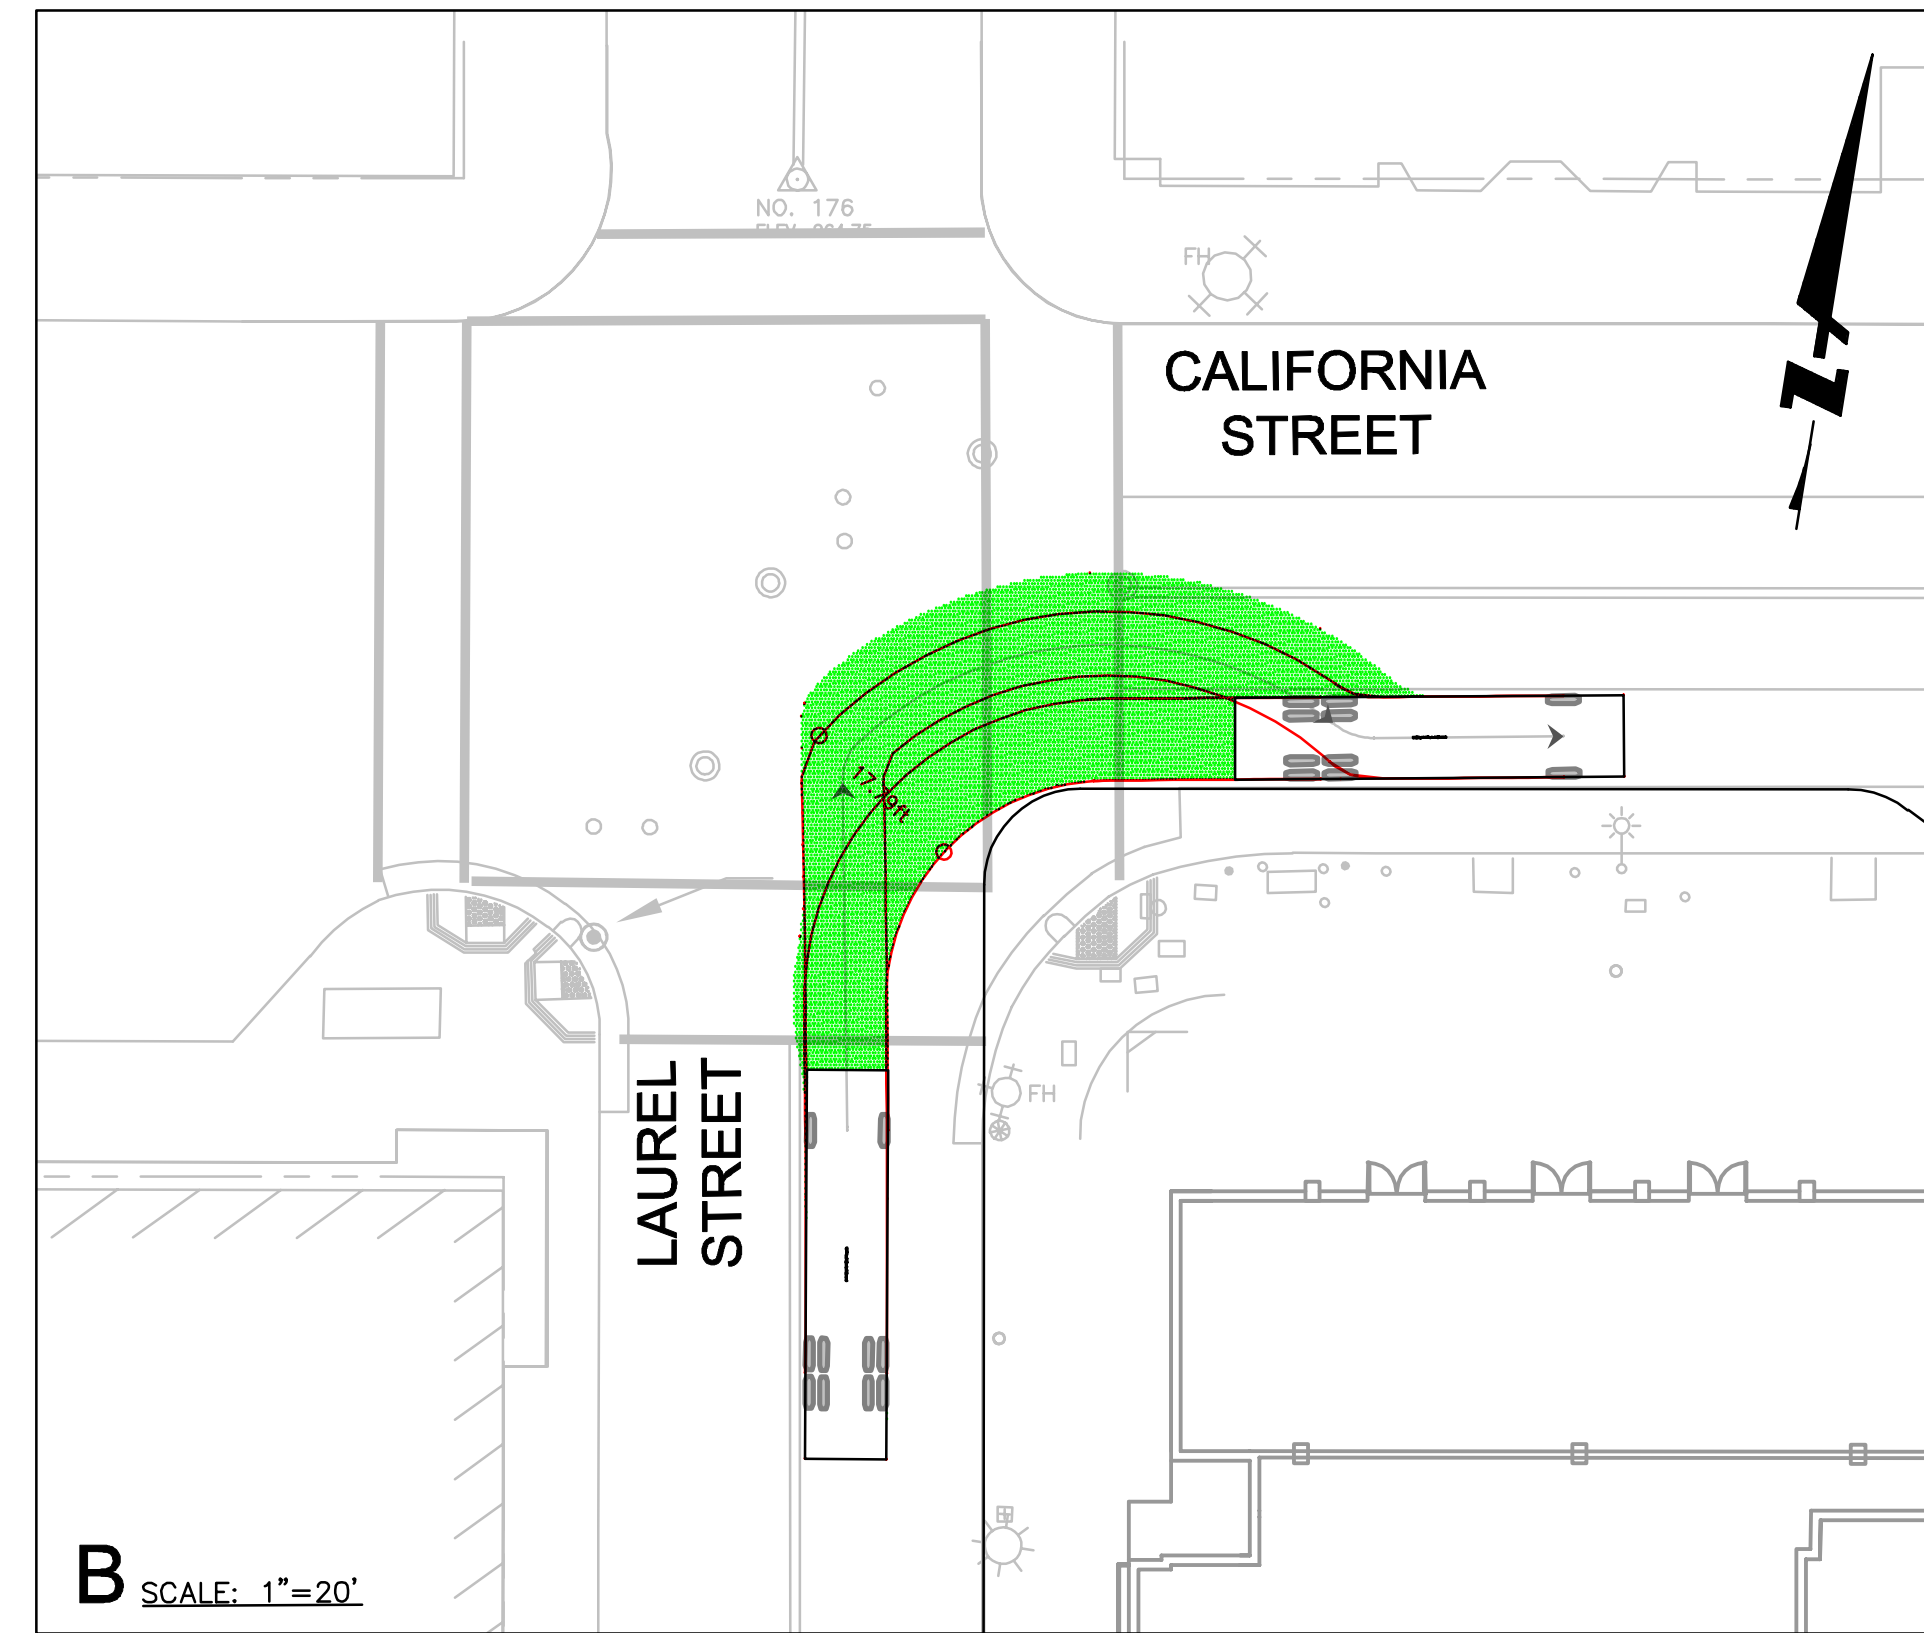 NO. 176
FH
CALIFORNIA
STREET
N
17.79ft
LAUREL
STREET
FH
B SCALE: 1"=20'